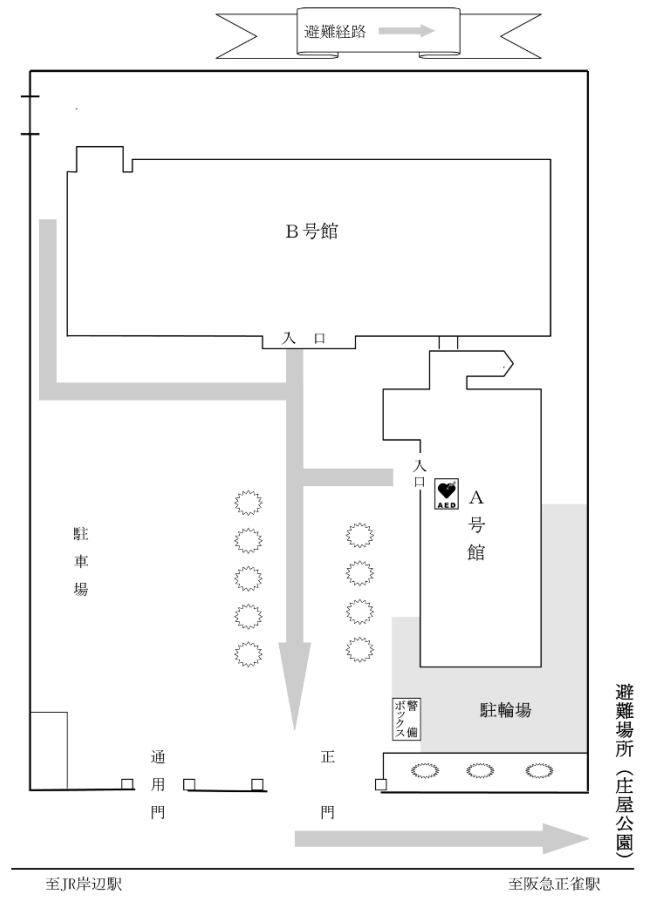 避難経路
B号館
入口
入口
AED
A号館
駐車場
駐輪場
警備
ボックス
通用門
正門
避難場所（庄屋公園）
至JR岸辺駅
至阪急正雀駅